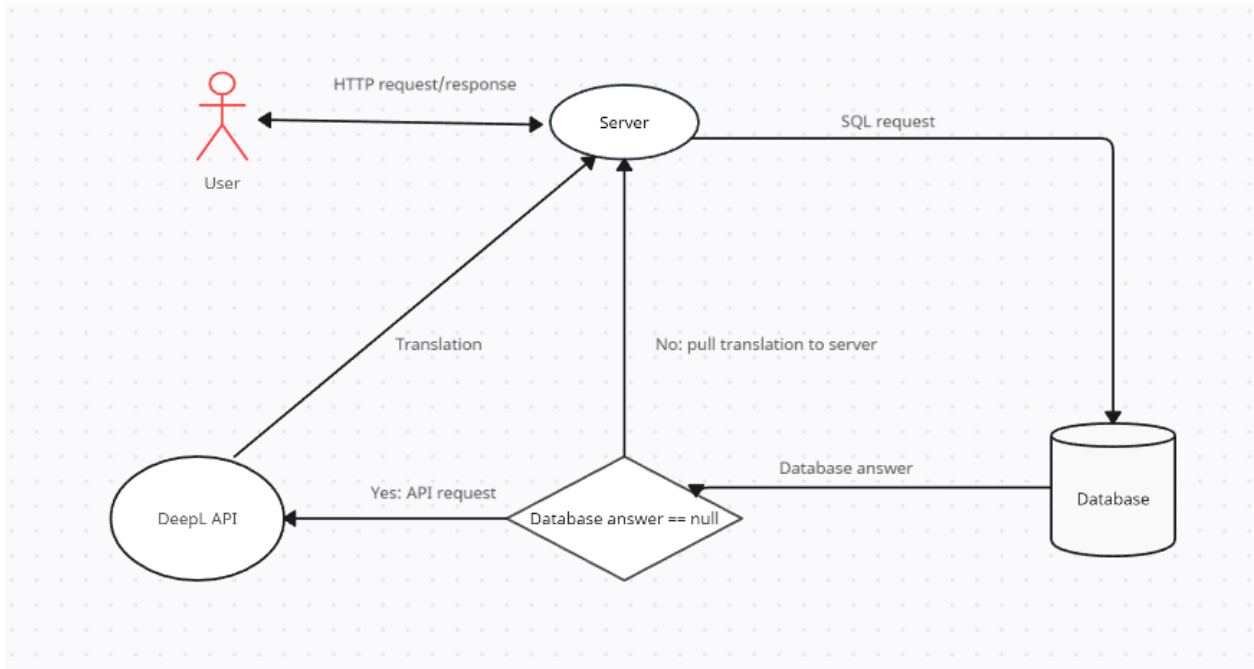 HTTP request/response
Server
SQL request
User
Translation
No: pull translation to server
Database answer
Yes: API request
Database
DeepL API
Database answer == null